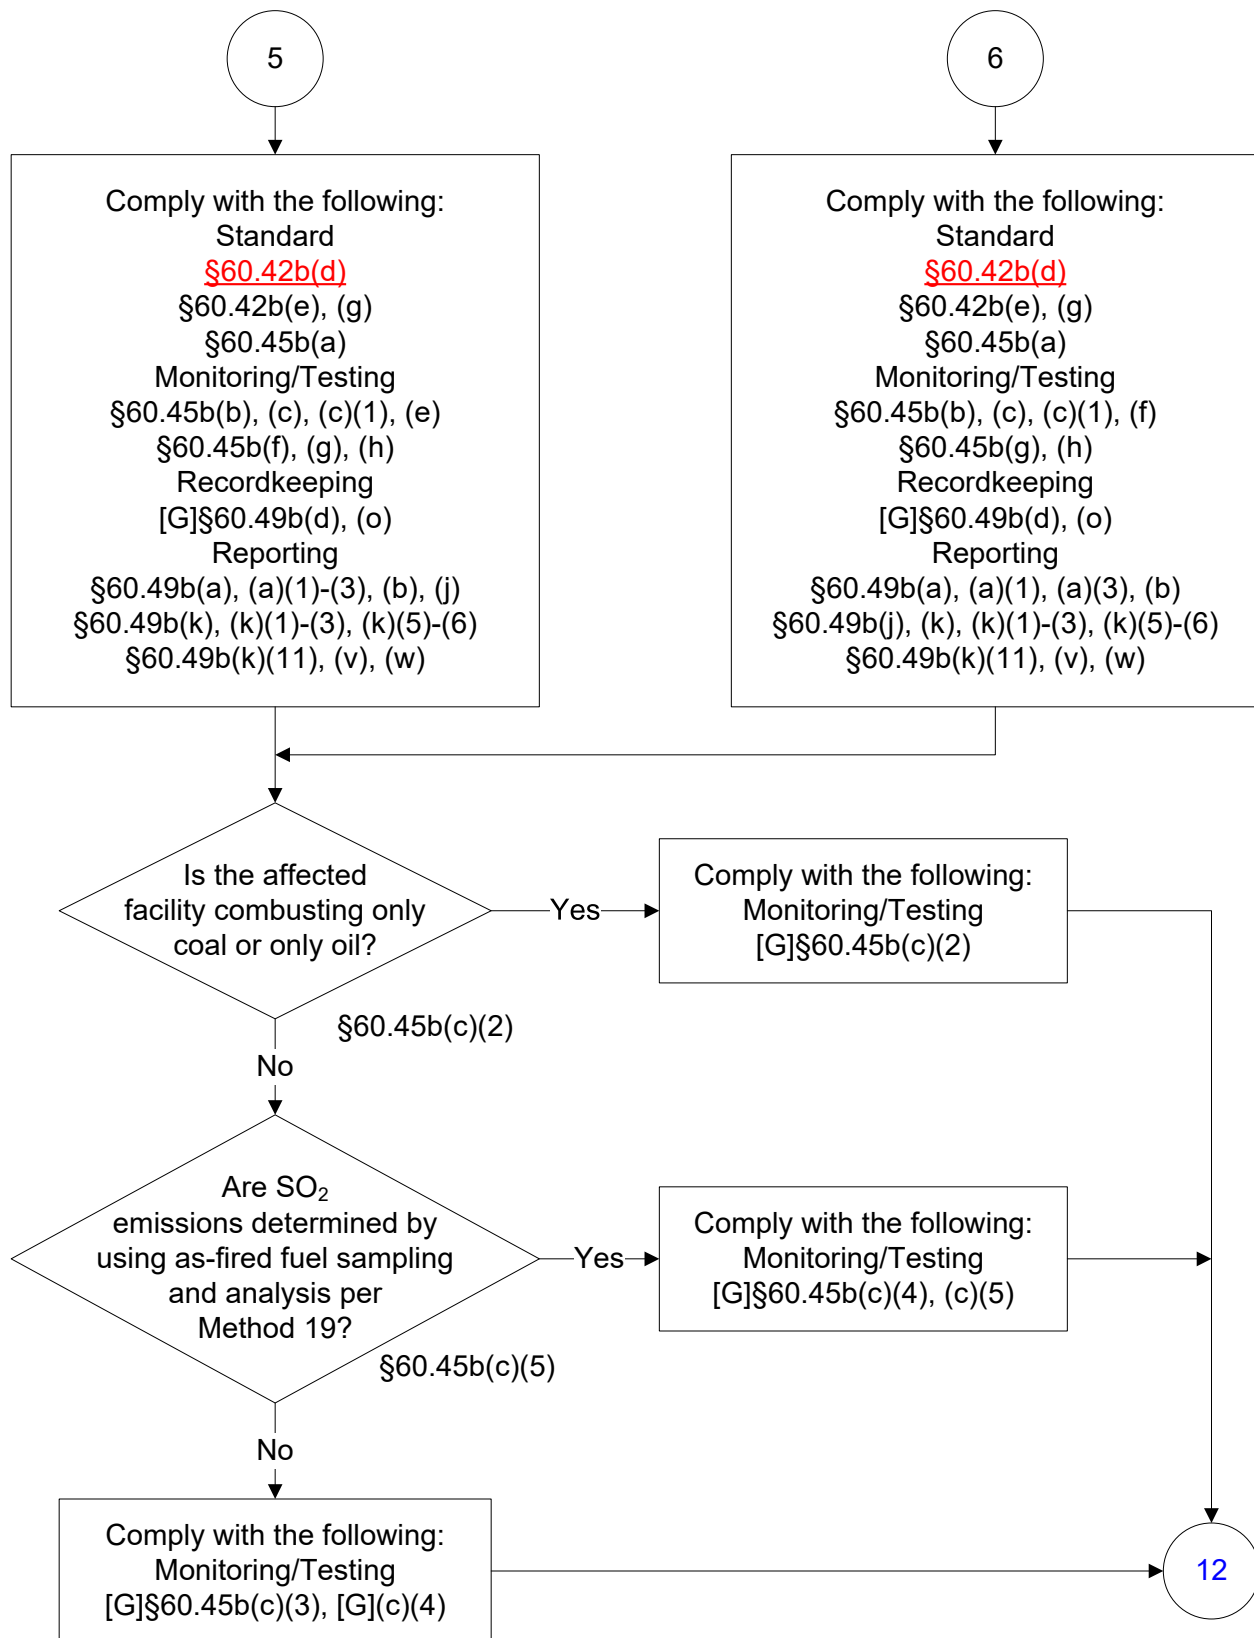 5
6
Comply with the following:
Standard
§60.42b(d)
§60.42b(e), (g)
§60.45b(a)
Monitoring/Testing
§60.45b(b), (c), (c)(1), (e)
§60.45b(f), (g), (h)
Recordkeeping
[G]§60.49b(d), (o)
Reporting
§60.49b(a), (a)(1)-(3), (b), (j)
§60.49b(k), (k)(1)-(3), (k)(5)-(6)
§60.49b(k)(11), (v), (w)
Comply with the following:
Standard
§60.42b(d)
§60.42b(e), (g)
§60.45b(a)
Monitoring/Testing
§60.45b(b), (c), (c)(1), (f)
§60.45b(g), (h)
Recordkeeping
[G]§60.49b(d), (o)
Reporting
§60.49b(a), (a)(1), (a)(3), (b)
§60.49b(j), (k), (k)(1)-(3), (k)(5)-(6)
§60.49b(k)(11), (v), (w)
Is the affected
facility combusting only
coal or only oil?
Yes
Comply with the following:
Monitoring/Testing
[G]§60.45b(c)(2)
§60.45b(c)(2)
No
Are SO₂
emissions determined by
using as-fired fuel sampling
and analysis per
Method 19?
Yes
Comply with the following:
Monitoring/Testing
[G]§60.45b(c)(4), (c)(5)
§60.45b(c)(5)
No
Comply with the following:
Monitoring/Testing
[G]§60.45b(c)(3), [G](c)(4)
12